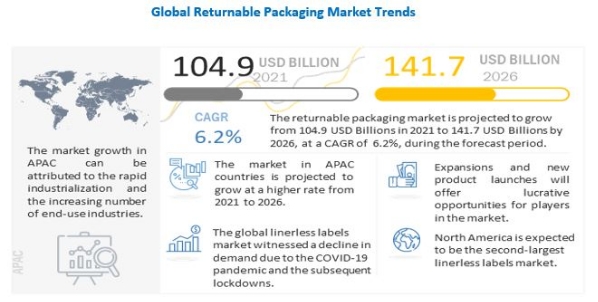 Global Returnable Packaging Market Trends
104.9 USD BILLION
2021
141.7 USD BILLION
2026
CAGR
6.2%
The returnable packaging market is projected to grow
from 104.9 USD Billions in 2021 to 141.7 USD Billions by
2026, at a CAGR of 6.2%, during the forecast period.
The market growth in
APAC can be
attributed to the rapid
industrialization and
the increasing number
of end-use industries.
APAC
The market in APAC
countries is projected to
grow at a higher rate from
2021 to 2026.
Expansions and new
product launches will
offer lucrative
opportunities for players
in the market.
The global linerless labels
market witnessed a decline in
demand due to the COVID-19
pandemic and the subsequent
lockdowns.
North America is expected
to be the second-largest
linerless labels market.